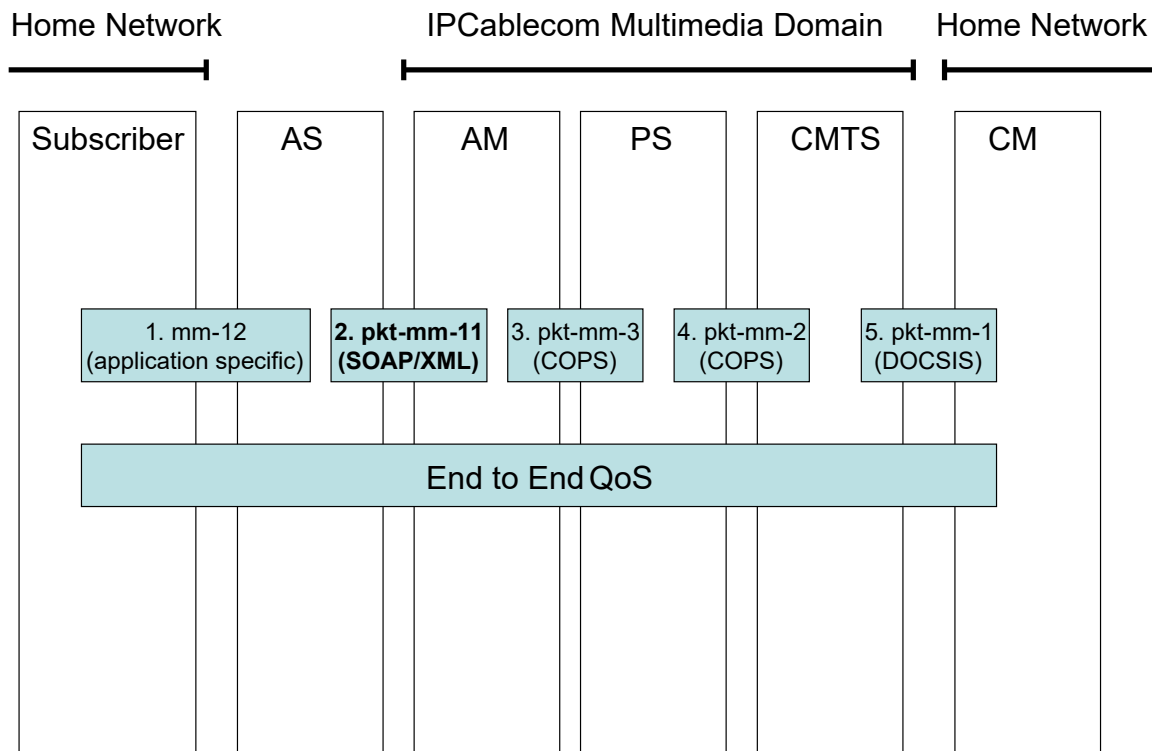 Home Network
IPCablecom Multimedia Domain
Home Network
Subscriber
AS
AM
PS
CMTS
CM
1. mm-12
(application specific)
2. pkt-mm-11
(SOAP/XML)
3. pkt-mm-3
(COPS)
4. pkt-mm-2
(COPS)
5. pkt-mm-1
(DOCSIS)
End to End QoS